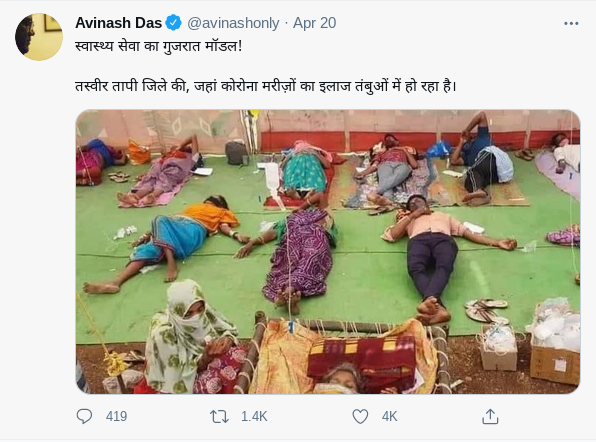 Avinash Das @avinashonly · Apr 20
स्वास्थ्य सेवा का गुजरात मॉडल!
तस्वीर तापी जिले की, जहां कोरोना मरीज़ों का इलाज तंबुओं में हो रहा है।
419 1.4K 4K